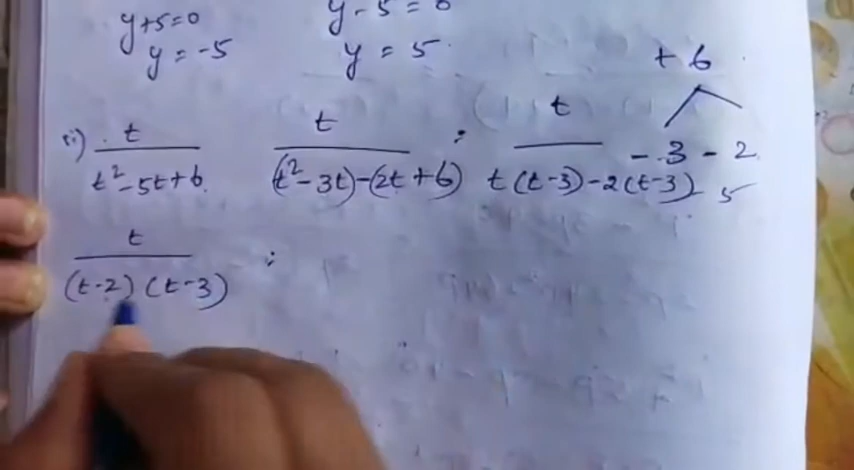 y+5=0 y-5=0
y = -5 y = 5
+ 6
ii) t/(t²-5t+6) t/((t²-3t)-(2t+6)) ; t/(t(t-3)-2(t-3)) -3 -2
5
t/((t-2)(t-3)) ;